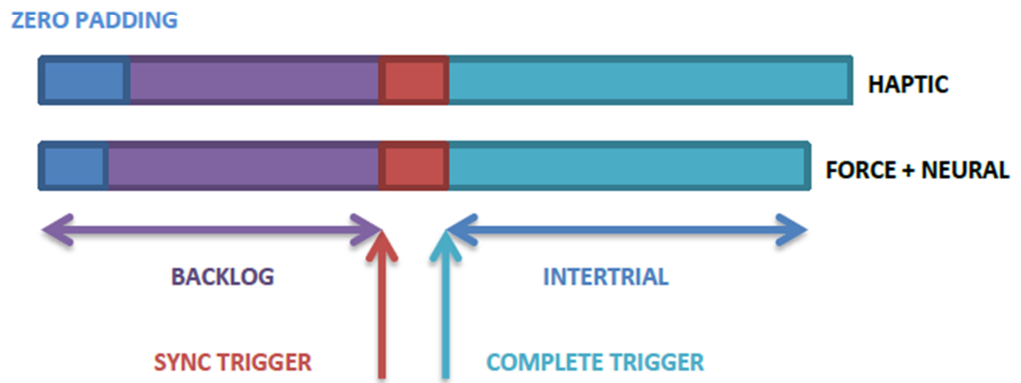 ZERO PADDING
HAPTIC
FORCE + NEURAL
BACKLOG
INTERTRIAL
SYNC TRIGGER
COMPLETE TRIGGER